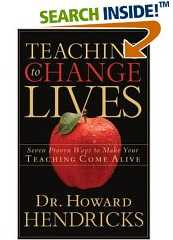 SEARCH INSIDE!™
TEACHING
to CHANGE
LIVES
Seven Proven Ways to Make Your
TEACHING COME ALIVE
DR. HOWARD
HENDRICKS